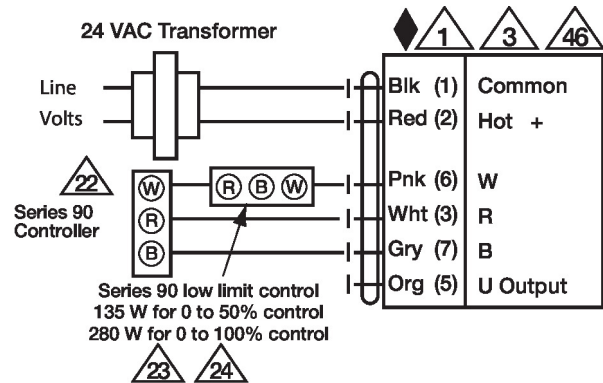 24 VAC Transformer
1 3 46
Line
Volts
Blk (1) Common
Red (2) Hot +
22
Series 90
Controller
W R B W Pnk (6) W
R Wht (3) R
B Gry (7) B
Org (5) U Output
Series 90 low limit control
135 W for 0 to 50% control
280 W for 0 to 100% control
23 24